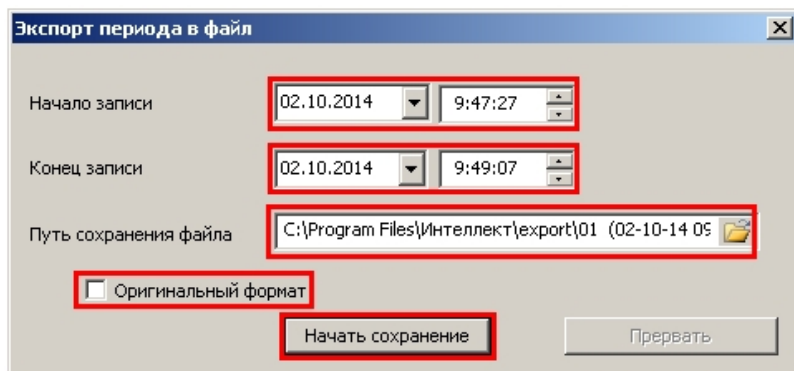 Экспорт периода в файл
Начало записи 02.10.2014 9:47:27
Конец записи 02.10.2014 9:49:07
Путь сохранения файла C:\Program Files\Интеллект\export\01 (02-10-14 09
Оригинальный формат
Начать сохранение Прервать